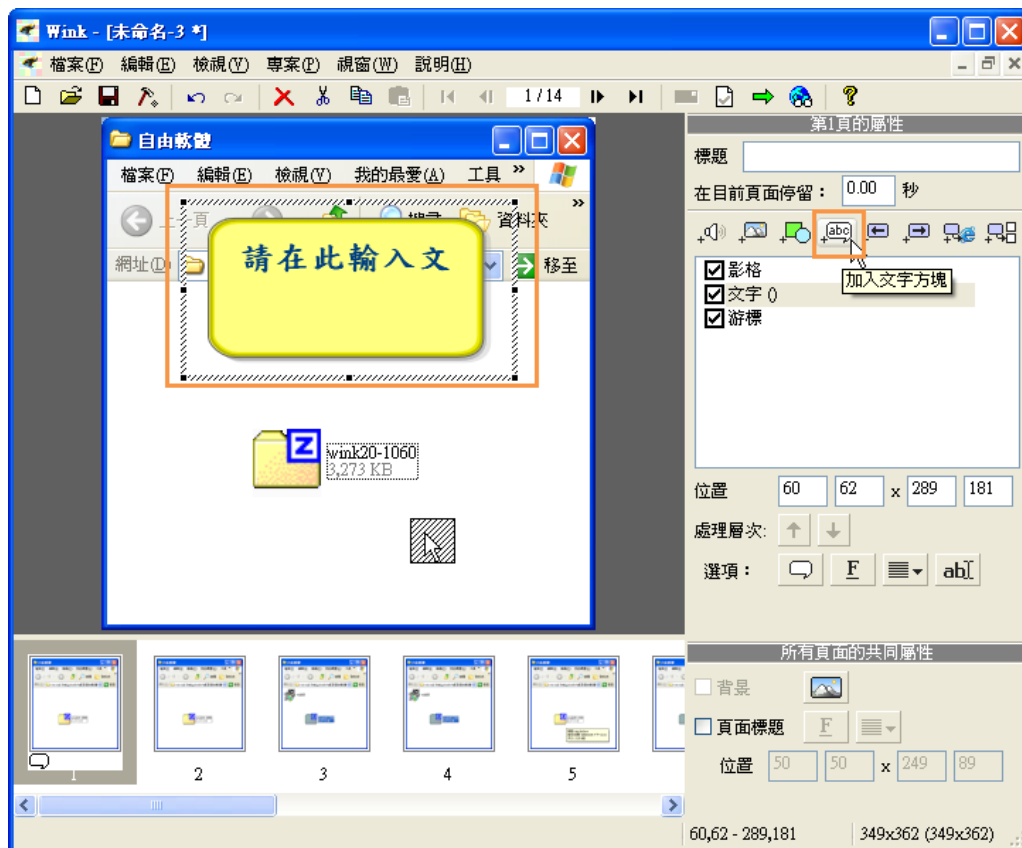 Wink - [未命名-3 *]
檔案(F) 編輯(E) 檢視(V) 專案(P) 視窗(W) 說明(H)
1/14
第1頁的屬性
標題
在目前頁面停留： 0.00 秒
加入文字方塊
影格
文字 ()
游標
位置 60 62 x 289 181
處理層次:
選項： F abI
自由軟體
檔案(F) 編輯(E) 檢視(V) 我的最愛(A) 工具 »
頁 資料夾 »
網址(D) 移至
請在此輸入文
wink20-1060
3,273 KB
1 2 3 4 5
所有頁面的共同屬性
背景
頁面標題 F
位置 50 50 x 249 89
60,62 - 289,181 349x362 (349x362)